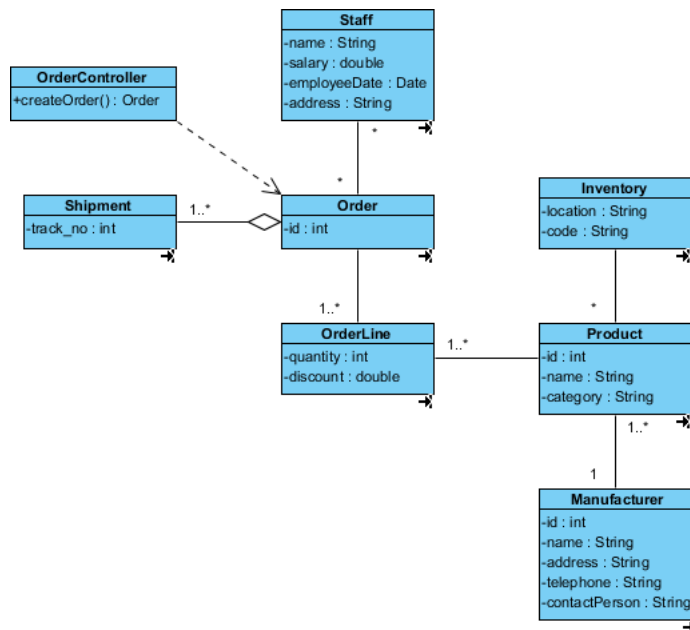 Staff
-name : String
-salary : double
-employeeDate : Date
-address : String
OrderController
+createOrder() : Order
*
*
Shipment
-track_no : int
1..*
Order
-id : int
Inventory
-location : String
-code : String
1..*
*
OrderLine
-quantity : int
-discount : double
1..*
Product
-id : int
-name : String
-category : String
1..*
1
Manufacturer
-id : int
-name : String
-address : String
-telephone : String
-contactPerson : String